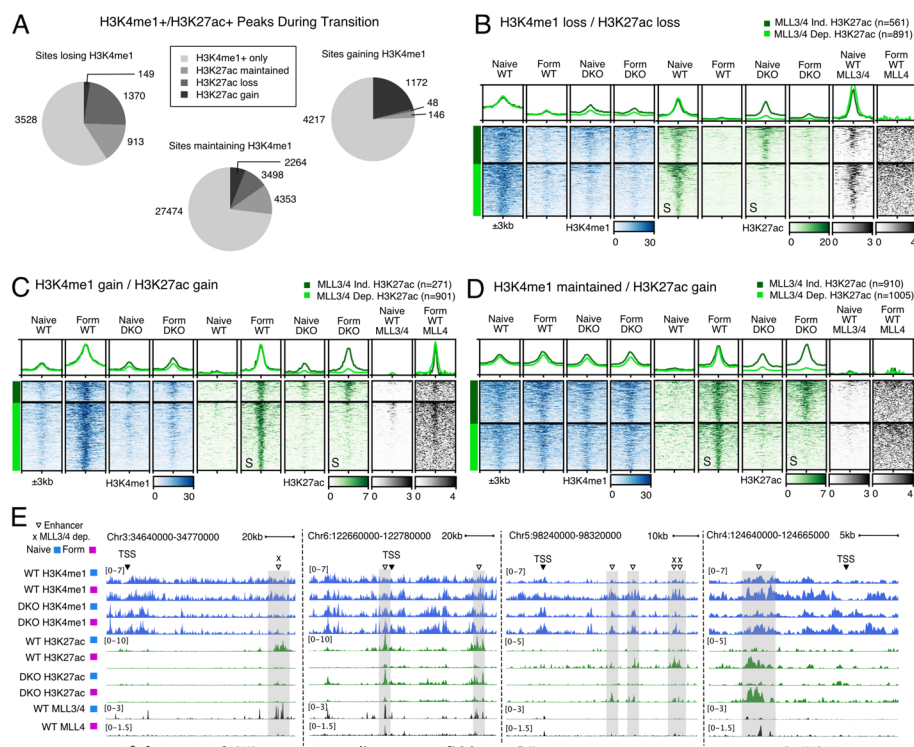 A
H3K4me1+/H3K27ac+ Peaks During Transition
Sites losing H3K4me1
149
1370
913
3528
H3K4me1+ only
H3K27ac maintained
H3K27ac loss
H3K27ac gain
Sites gaining H3K4me1
1172
48
146
4217
Sites maintaining H3K4me1
2264
3498
4353
27474
B
H3K4me1 loss / H3K27ac loss
MLL3/4 Ind. H3K27ac (n=561)
MLL3/4 Dep. H3K27ac (n=891)
Naive WT
Form WT
Naive DKO
Form DKO
Naive WT
Form WT
Naive DKO
Form DKO
Naive WT MLL3/4
Form WT MLL4
S
S
±3kb
H3K4me1
0 30
H3K27ac
0 20
0 3
0 4
C
H3K4me1 gain / H3K27ac gain
MLL3/4 Ind. H3K27ac (n=271)
MLL3/4 Dep. H3K27ac (n=901)
Naive WT
Form WT
Naive DKO
Form DKO
Naive WT
Form WT
Naive DKO
Form DKO
Naive WT MLL3/4
Form WT MLL4
S
S
±3kb
H3K4me1
0 30
H3K27ac
0 7
0 3
0 4
D
H3K4me1 maintained / H3K27ac gain
MLL3/4 Ind. H3K27ac (n=910)
MLL3/4 Dep. H3K27ac (n=1005)
Naive WT
Form WT
Naive DKO
Form DKO
Naive WT
Form WT
Naive DKO
Form DKO
Naive WT MLL3/4
Form WT MLL4
S
S
±3kb
H3K4me1
0 30
H3K27ac
0 7
0 3
0 4
E
Enhancer
x MLL3/4 dep.
Naive Form
Chr3:34640000-34770000
20kb
Chr6:122660000-122780000
20kb
Chr5:98240000-98320000
10kb
Chr4:124640000-124665000
5kb
TSS
x
TSS
TSS
xx
TSS
WT H3K4me1
WT H3K4me1
DKO H3K4me1
DKO H3K4me1
WT H3K27ac
WT H3K27ac
DKO H3K27ac
DKO H3K27ac
WT MLL3/4
WT MLL4
[0-7]
[0-10]
[0-3]
[0-1.5]
[0-7]
[0-10]
[0-3]
[0-1.5]
[0-7]
[0-5]
[0-3]
[0-1.5]
[0-7]
[0-5]
[0-3]
[0-1.5]